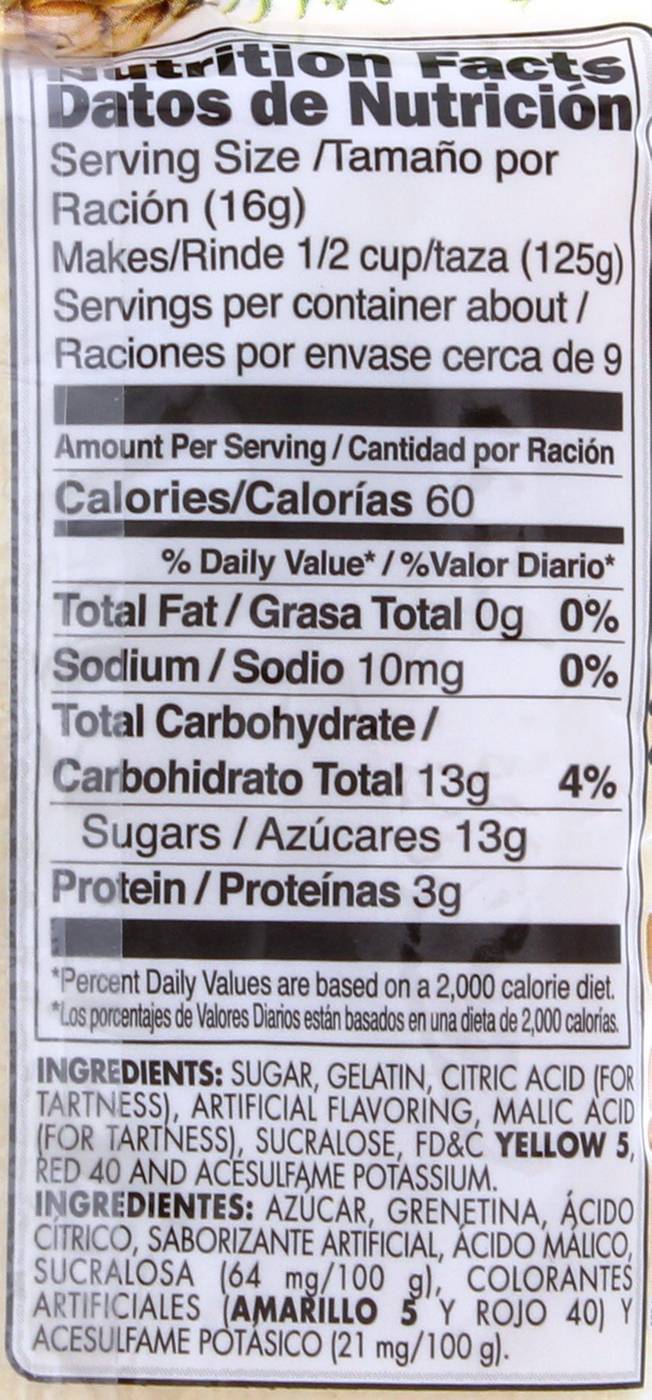 Nutrition Facts
Datos de Nutrición
Serving Size /Tamaño por
Ración (16g)
Makes/Rinde 1/2 cup/taza (125g)
Servings per container about /
Raciones por envase cerca de 9
Amount Per Serving / Cantidad por Ración
Calories/Calorías 60
% Daily Value* / %Valor Diario*
Total Fat / Grasa Total 0g 0%
Sodium / Sodio 10mg 0%
Total Carbohydrate /
Carbohidrato Total 13g 4%
Sugars / Azúcares 13g
Protein / Proteínas 3g
*Percent Daily Values are based on a 2,000 calorie diet.
*Los porcentajes de Valores Diarios están basados en una dieta de 2,000 calorías.
INGREDIENTS: SUGAR, GELATIN, CITRIC ACID (FOR
TARTNESS), ARTIFICIAL FLAVORING, MALIC ACID
(FOR TARTNESS), SUCRALOSE, FD&C YELLOW 5,
RED 40 AND ACESULFAME POTASSIUM.
INGREDIENTES: AZÚCAR, GRENETINA, ÁCIDO
CÍTRICO, SABORIZANTE ARTIFICIAL, ÁCIDO MÁLICO,
SUCRALOSA (64 mg/100 g), COLORANTES
ARTIFICIALES (AMARILLO 5 Y ROJO 40) Y
ACESULFAME POTÁSICO (21 mg/100 g).